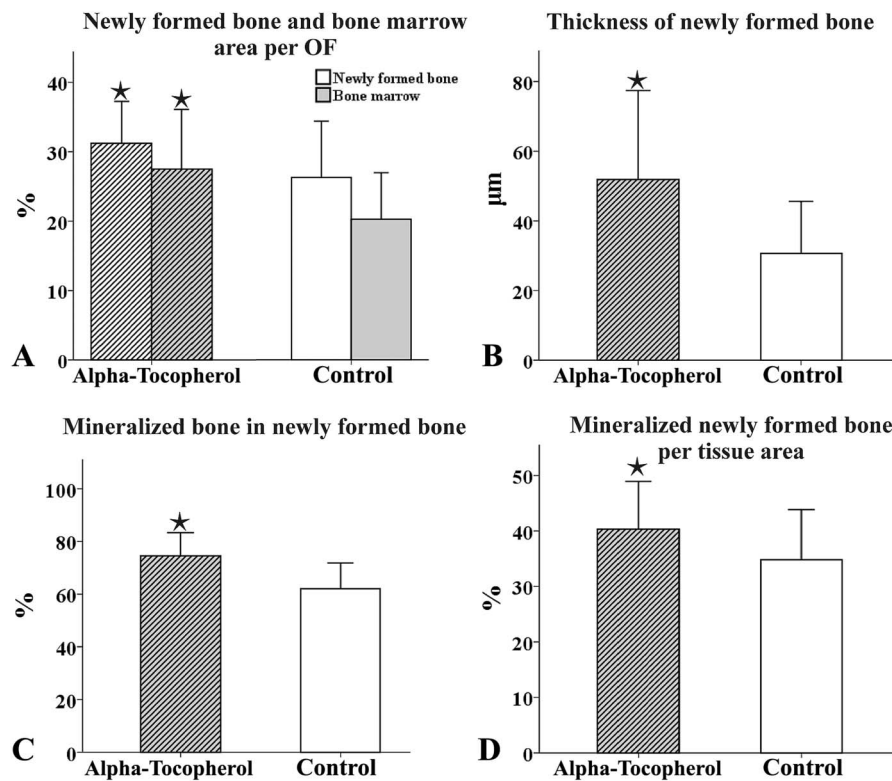 Newly formed bone and bone marrow
area per OF
★ ★
Newly formed bone
Bone marrow
40
30
20
10
0
%
A
Alpha-Tocopherol
Control
Thickness of newly formed bone
★
80
60
40
20
0
μm
B
Alpha-Tocopherol
Control
Mineralized bone in newly formed bone
★
100
80
60
40
20
0
%
C
Alpha-Tocopherol
Control
Mineralized newly formed bone
per tissue area
★
50
40
30
20
10
0
%
D
Alpha-Tocopherol
Control